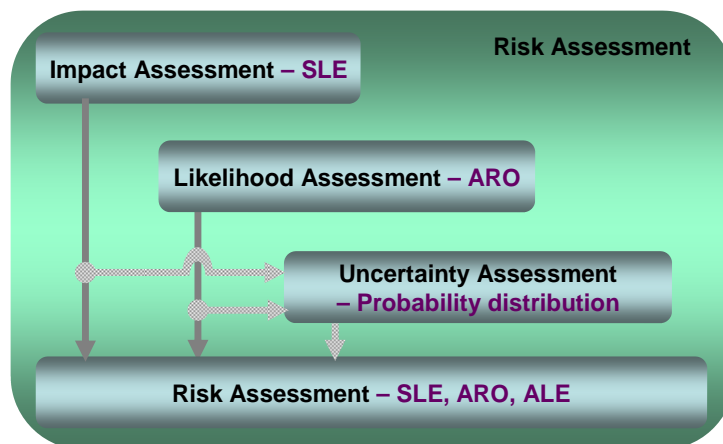 Risk Assessment
Impact Assessment – SLE
Likelihood Assessment – ARO
Uncertainty Assessment
– Probability distribution
Risk Assessment – SLE, ARO, ALE